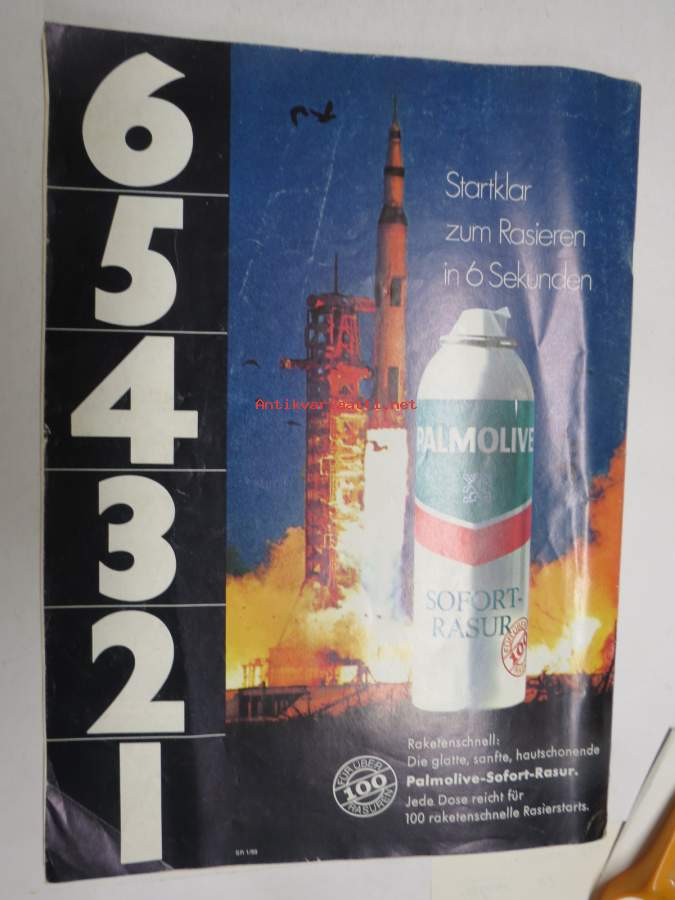 6
5
4
3
2
1
Startklar
zum Rasieren
in 6 Sekunden
Antikvariaatti.net
PALMOLIVE
SOFORT-
RASUR
100
Raketenschnell:
Die glatte, sanfte, hautschonende
Palmolive-Sofort-Rasur.
Jede Dose reicht für
100 raketenschnelle Rasierstarts.
FÜR ÜBER
100
RASUREN